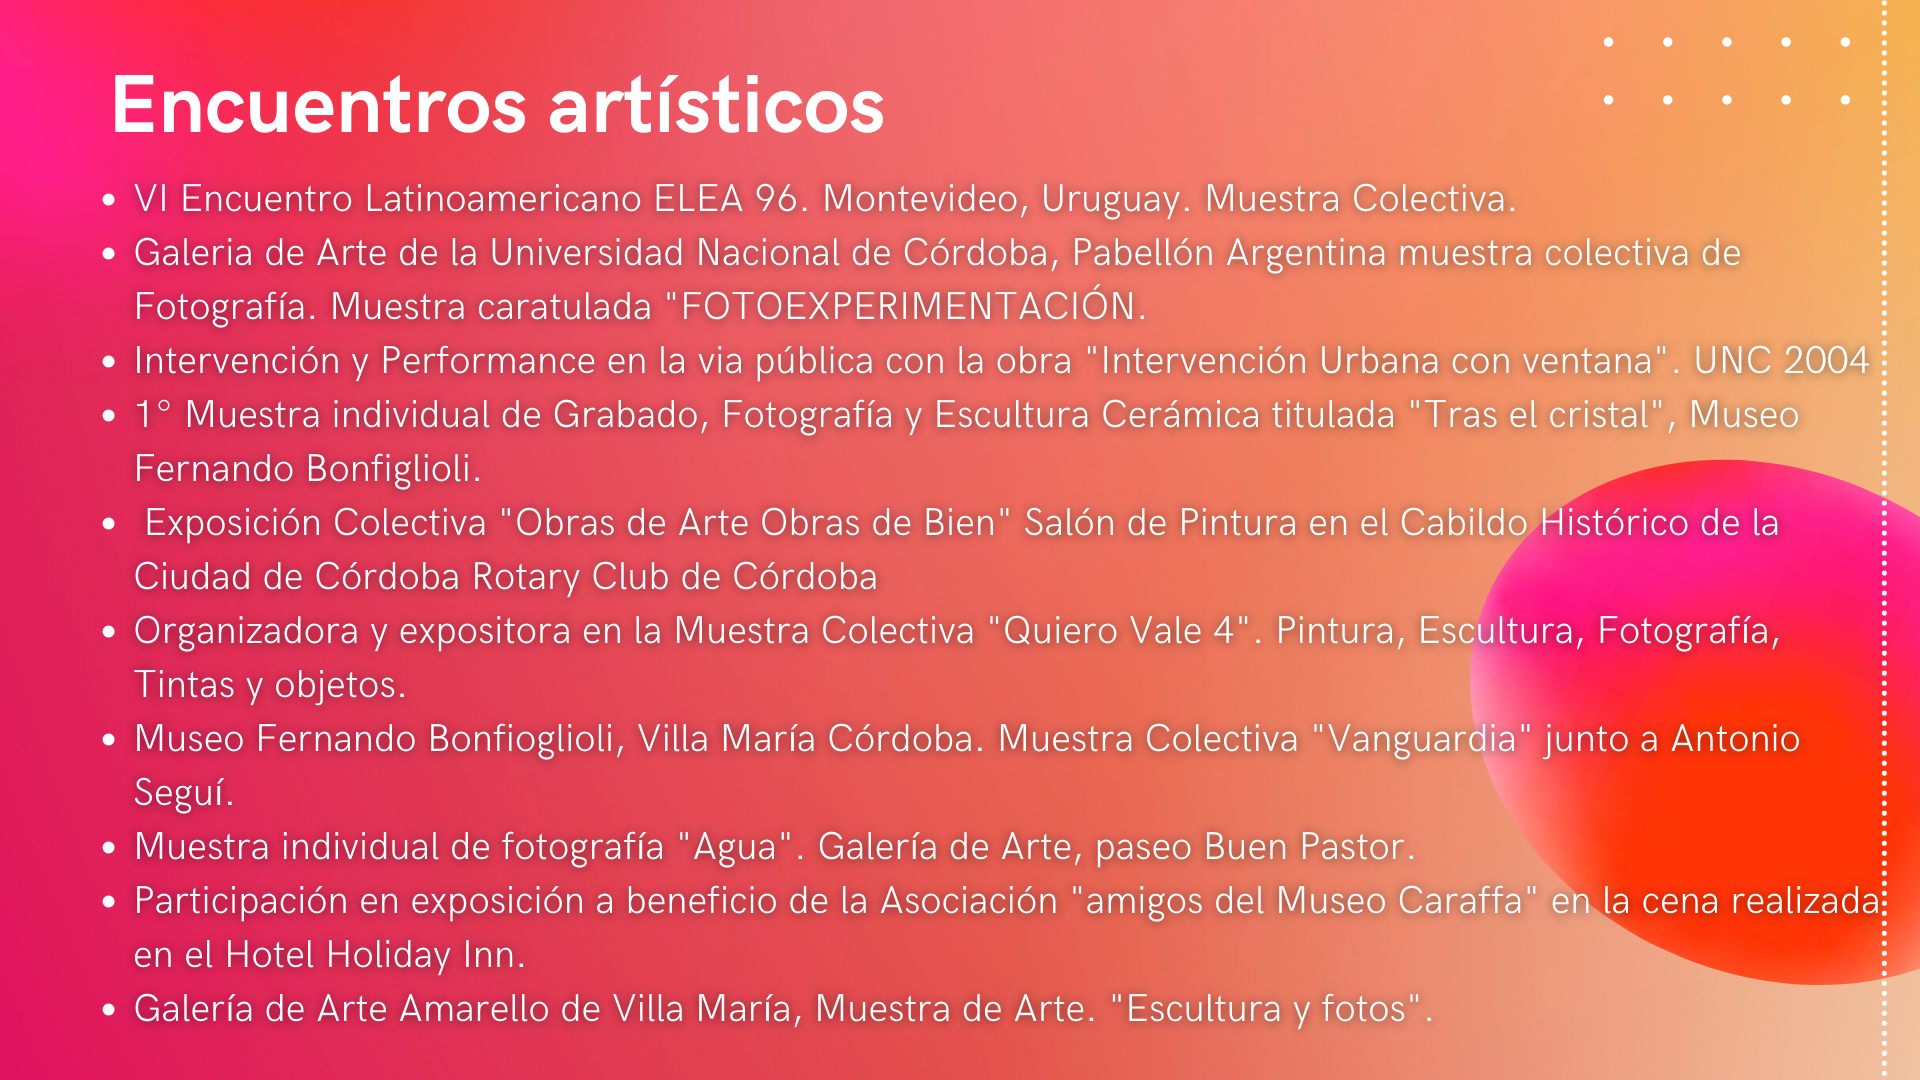 Encuentros artísticos
• VI Encuentro Latinoamericano ELEA 96. Montevideo, Uruguay. Muestra Colectiva.
• Galeria de Arte de la Universidad Nacional de Córdoba, Pabellón Argentina muestra colectiva de
Fotografía. Muestra caratulada "FOTOEXPERIMENTACIÓN.
• Intervención y Performance en la via pública con la obra "Intervención Urbana con ventana". UNC 2004
• 1° Muestra individual de Grabado, Fotografía y Escultura Cerámica titulada "Tras el cristal", Museo
Fernando Bonfiglioli.
• Exposición Colectiva "Obras de Arte Obras de Bien" Salón de Pintura en el Cabildo Histórico de la
Ciudad de Córdoba Rotary Club de Córdoba
• Organizadora y expositora en la Muestra Colectiva "Quiero Vale 4". Pintura, Escultura, Fotografía,
Tintas y objetos.
• Museo Fernando Bonfioglioli, Villa María Córdoba. Muestra Colectiva "Vanguardia" junto a Antonio
Seguí.
• Muestra individual de fotografía "Agua". Galería de Arte, paseo Buen Pastor.
• Participación en exposición a beneficio de la Asociación "amigos del Museo Caraffa" en la cena realizada
en el Hotel Holiday Inn.
• Galería de Arte Amarello de Villa María, Muestra de Arte. "Escultura y fotos".